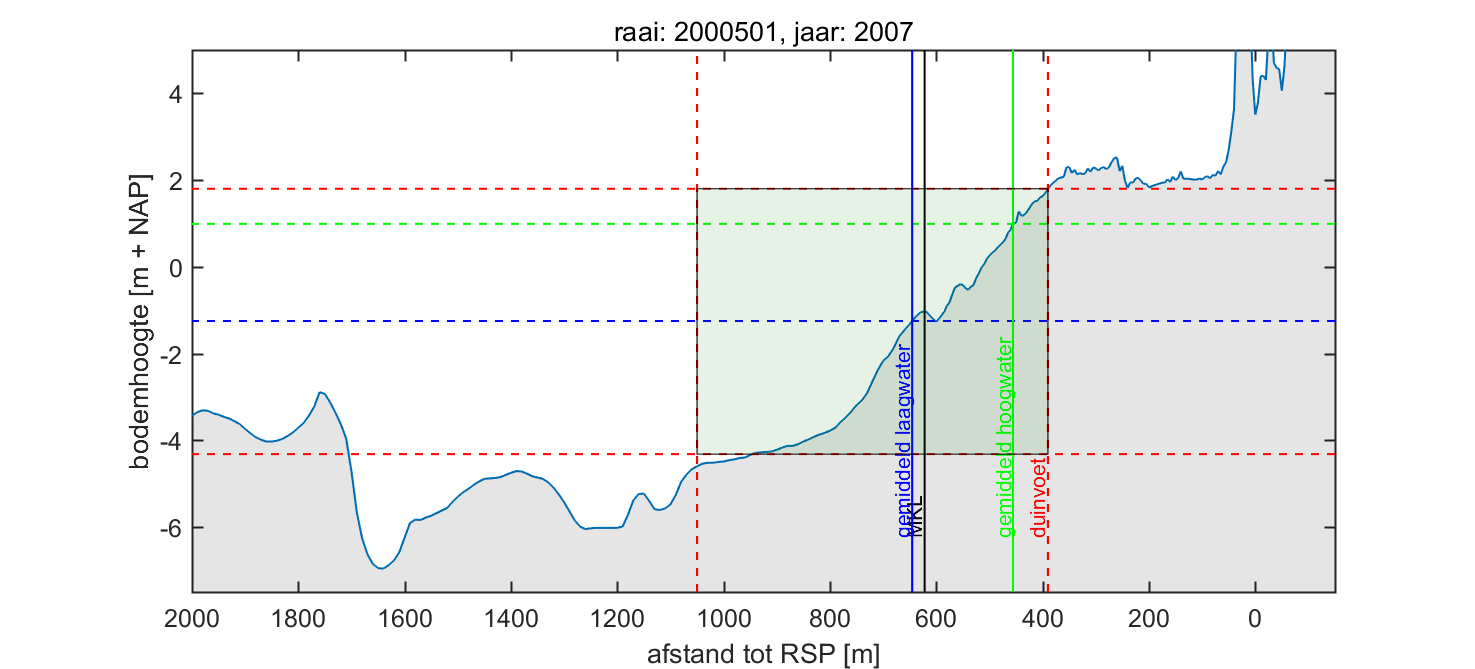 raai: 2000501, jaar: 2007
bodemhoogte [m + NAP]
4
2
0
-2
-4
-6
gemiddeld laagwater
MKL
gemiddeld hoogwater
duinvoet
2000 1800 1600 1400 1200 1000 800 600 400 200 0
afstand tot RSP [m]